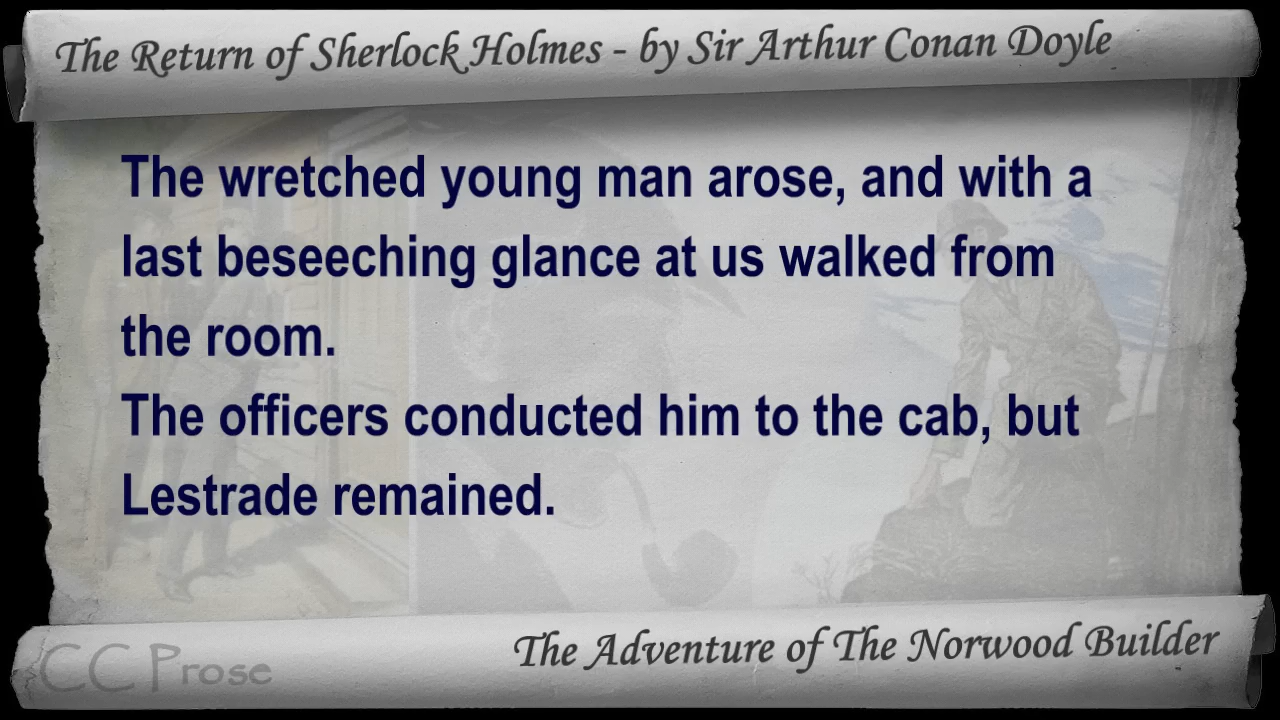 The Return of Sherlock Holmes - by Sir Arthur Conan Doyle
The wretched young man arose, and with a
last beseeching glance at us walked from
the room.
The officers conducted him to the cab, but
Lestrade remained.
The Adventure of The Norwood Builder
CC Prose